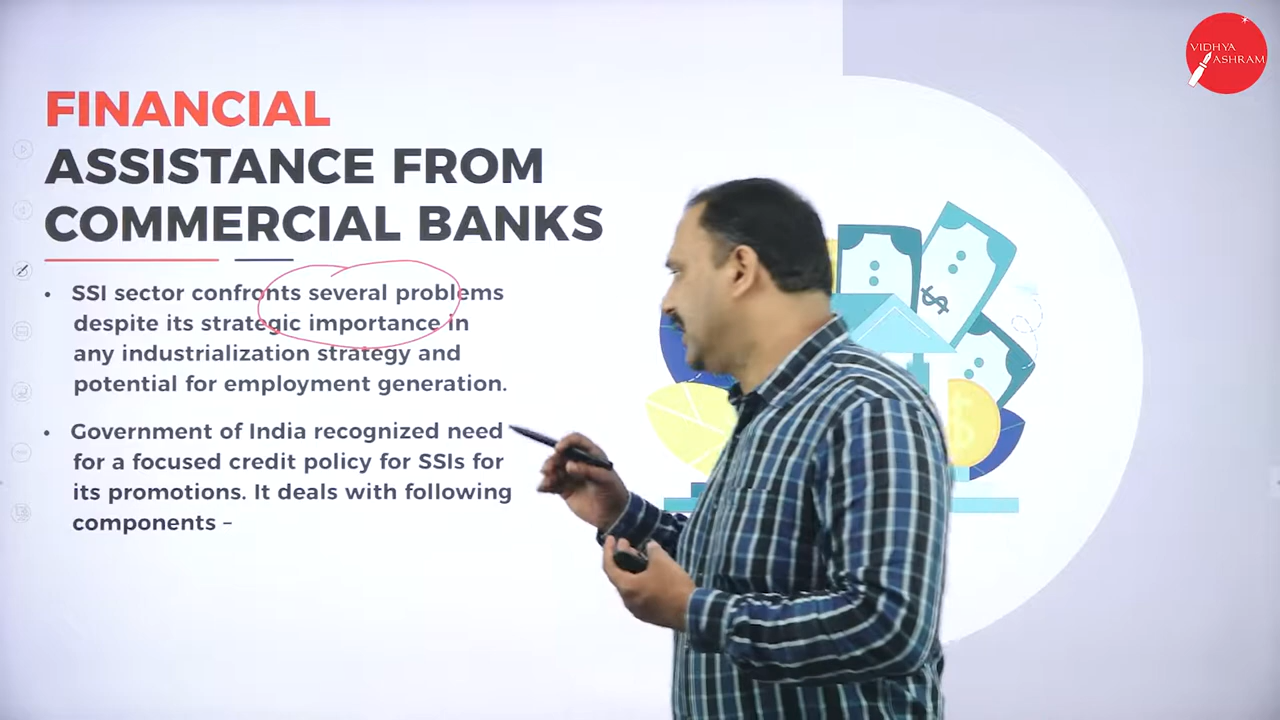 VIDHYA
ASHRAM
FINANCIAL
ASSISTANCE FROM
COMMERCIAL BANKS
• SSI sector confronts several problems
despite its strategic importance in
any industrialization strategy and
potential for employment generation.
• Government of India recognized need
for a focused credit policy for SSIs for
its promotions. It deals with following
components –